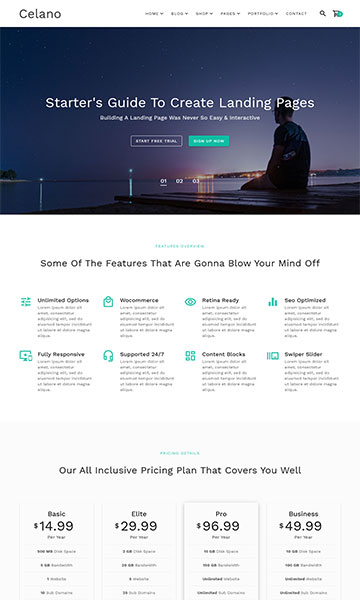 Celano
HOME BLOG SHOP PAGES PORTFOLIO CONTACT
Starter's Guide To Create Landing Pages
Building A Landing Page Was Never So Easy & Interactive
START FREE TRIAL SIGN UP NOW
01 02 03
FEATURES OVERVIEW
Some Of The Features That Are Gonna Blow Your Mind Off
Unlimited Options
Lorem ipsum dolor sit
amet, consectetur
adipisicing elit, sed do
eiusmod tempor incididunt
ut labore et dolore magna
aliqua.
Wocommerce
Lorem ipsum dolor sit
amet, consectetur
adipisicing elit, sed do
eiusmod tempor incididunt
ut labore et dolore magna
aliqua.
Retina Ready
Lorem ipsum dolor sit
amet, consectetur
adipisicing elit, sed do
eiusmod tempor incididunt
ut labore et dolore magna
aliqua.
Seo Optimized
Lorem ipsum dolor sit
amet, consectetur
adipisicing elit, sed do
eiusmod tempor incididunt
ut labore et dolore magna
aliqua.
Fully Responsive
Lorem ipsum dolor sit
amet, consectetur
adipisicing elit, sed do
eiusmod tempor incididunt
ut labore et dolore magna
aliqua.
Supported 24/7
Lorem ipsum dolor sit
amet, consectetur
adipisicing elit, sed do
eiusmod tempor incididunt
ut labore et dolore magna
aliqua.
Content Blocks
Lorem ipsum dolor sit
amet, consectetur
adipisicing elit, sed do
eiusmod tempor incididunt
ut labore et dolore magna
aliqua.
Swiper Slider
Lorem ipsum dolor sit
amet, consectetur
adipisicing elit, sed do
eiusmod tempor incididunt
ut labore et dolore magna
aliqua.
PRICING DETAILS
Our All Inclusive Pricing Plan That Covers You Well
Basic
$14.99
Per Year
500 MB Disk Space
5 GB Bandwidth
1 Website
15 Sub Domains
Elite
$29.99
Per Year
2 GB Disk Space
25 GB Bandwidth
5 Website
25 Sub Domains
Pro
$96.99
Per Year
15 GB Disk Space
150 GB Bandwidth
Unlimited Website
Unlimited Sub Domains
Business
$49.99
Per Year
10 GB Disk Space
100 GB Bandwidth
Unlimited Website
Unlimited Sub Domains